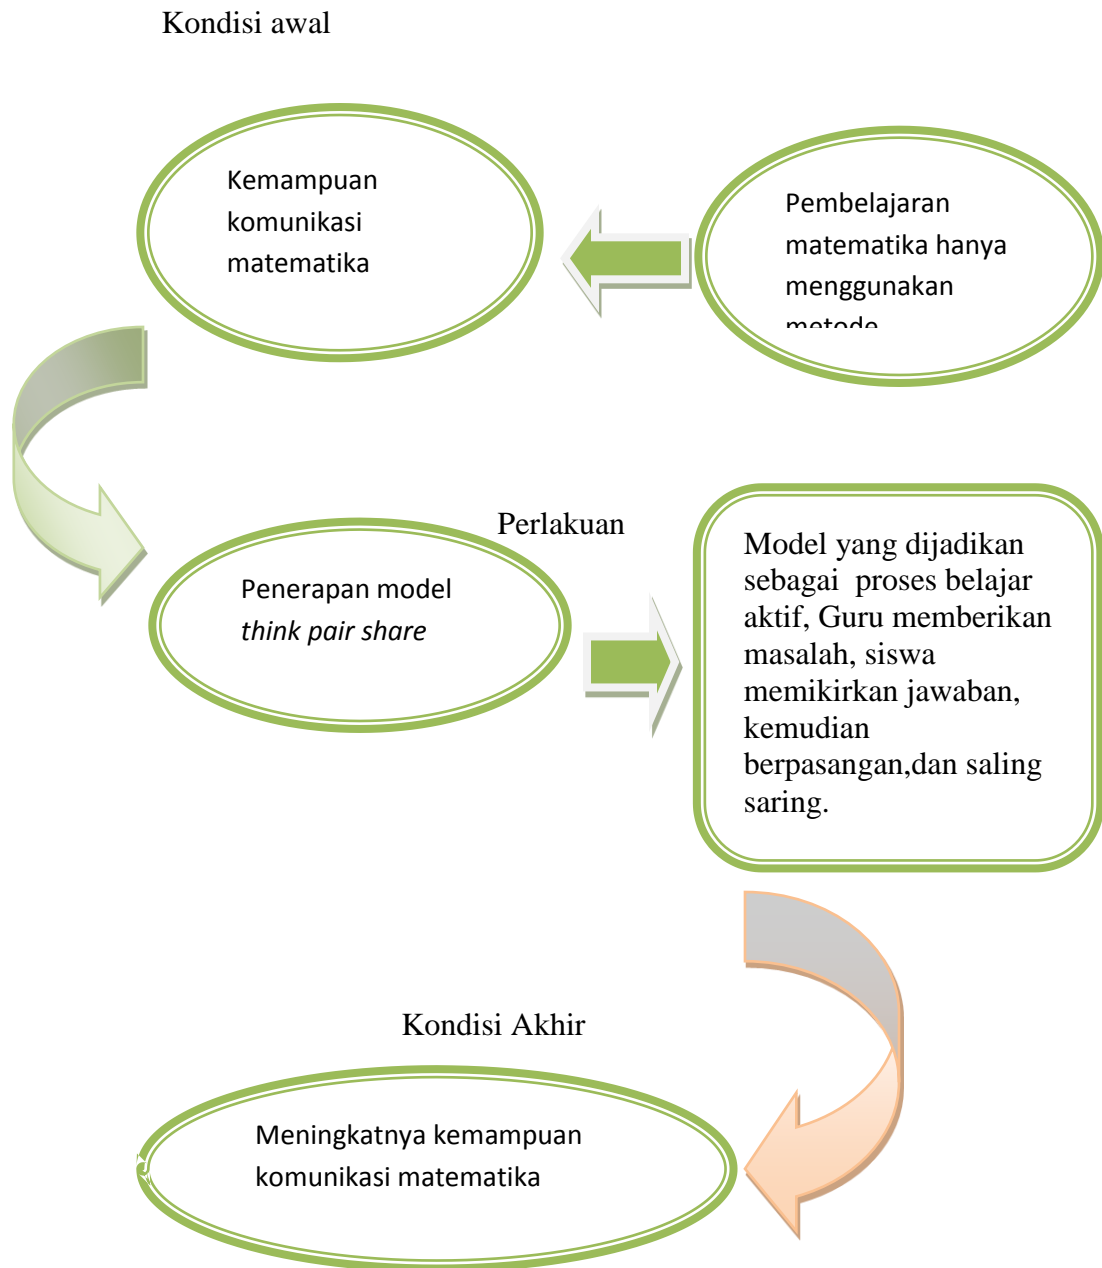 Kondisi awal
Kemampuan
komunikasi
matematika
Pembelajaran
matematika hanya
menggunakan
metode
Perlakuan
Penerapan model
think pair share
Model yang dijadikan
sebagai  proses belajar
aktif, Guru memberikan
masalah, siswa
memikirkan jawaban,
kemudian
berpasangan,dan saling
saring.
Kondisi Akhir
Meningkatnya kemampuan
komunikasi matematika